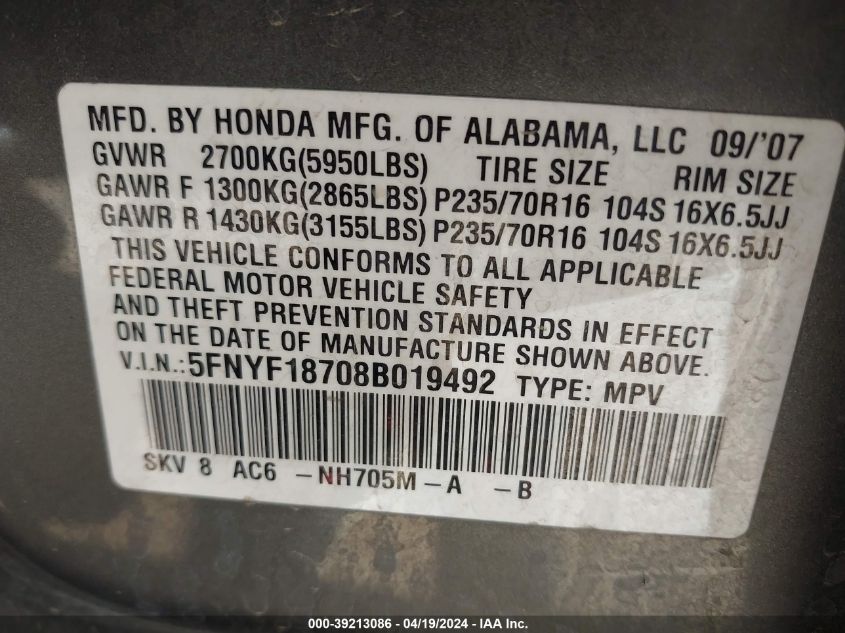 MFD. BY HONDA MFG. OF ALABAMA, LLC 09/'07
GVWR 2700KG(5950LBS) TIRE SIZE RIM SIZE
GAWR F 1300KG(2865LBS) P235/70R16 104S 16X6.5JJ
GAWR R 1430KG(3155LBS) P235/70R16 104S 16X6.5JJ
THIS VEHICLE CONFORMS TO ALL APPLICABLE
FEDERAL MOTOR VEHICLE SAFETY
AND THEFT PREVENTION STANDARDS IN EFFECT
ON THE DATE OF MANUFACTURE SHOWN ABOVE.
V.I.N.:5FNYF18708B019492 TYPE: MPV
SKV 8 AC6 -NH705M-A -B
000-39213086 - 04/19/2024 - IAA Inc.